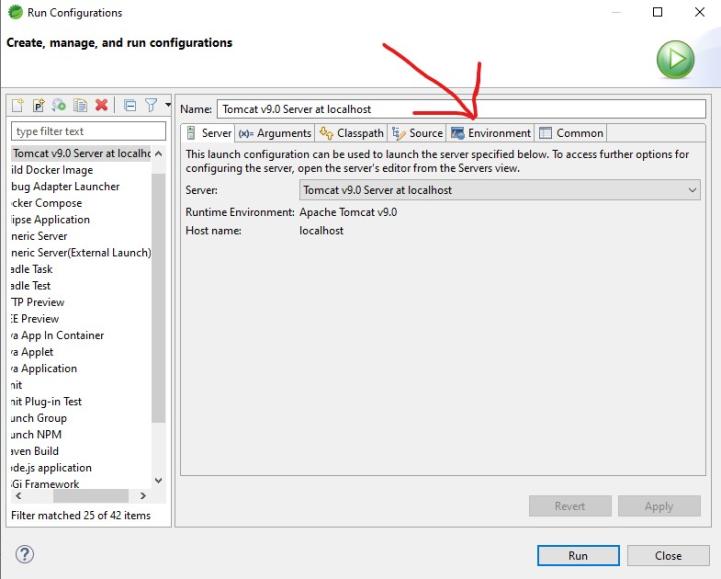 Run Configurations
Create, manage, and run configurations
Name: Tomcat v9.0 Server at localhost
type filter text
Server (x)= Arguments Classpath Source Environment Common
Tomcat v9.0 Server at localhc
ild Docker Image
bug Adapter Launcher
cker Compose
ipse Application
neric Server
neric Server(External Launch)
adle Task
adle Test
TP Preview
EE Preview
va App In Container
va Applet
va Application
nit
nit Plug-in Test
unch Group
unch NPM
aven Build
de.js application
Gi Framework
Filter matched 25 of 42 items
This launch configuration can be used to launch the server specified below. To access further options for
configuring the server, open the server's editor from the Servers view.
Server: Tomcat v9.0 Server at localhost
Runtime Environment: Apache Tomcat v9.0
Host name: localhost
Revert Apply
? Run Close